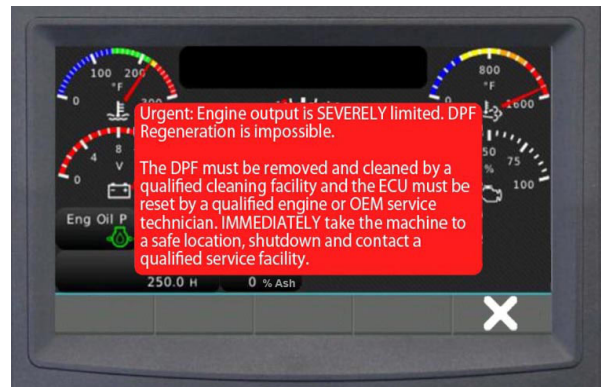 100 200
°F
0
300
800
°F
0
1600
Urgent: Engine output is SEVERELY limited. DPF
Regeneration is impossible.
The DPF must be removed and cleaned by a
qualified cleaning facility and the ECU must be
reset by a qualified engine or OEM service
technician. IMMEDIATELY take the machine to
a safe location, shutdown and contact a
qualified service facility.
4 8
V
0
50 75
%
100
Eng Oil P
250.0 H
0 % Ash